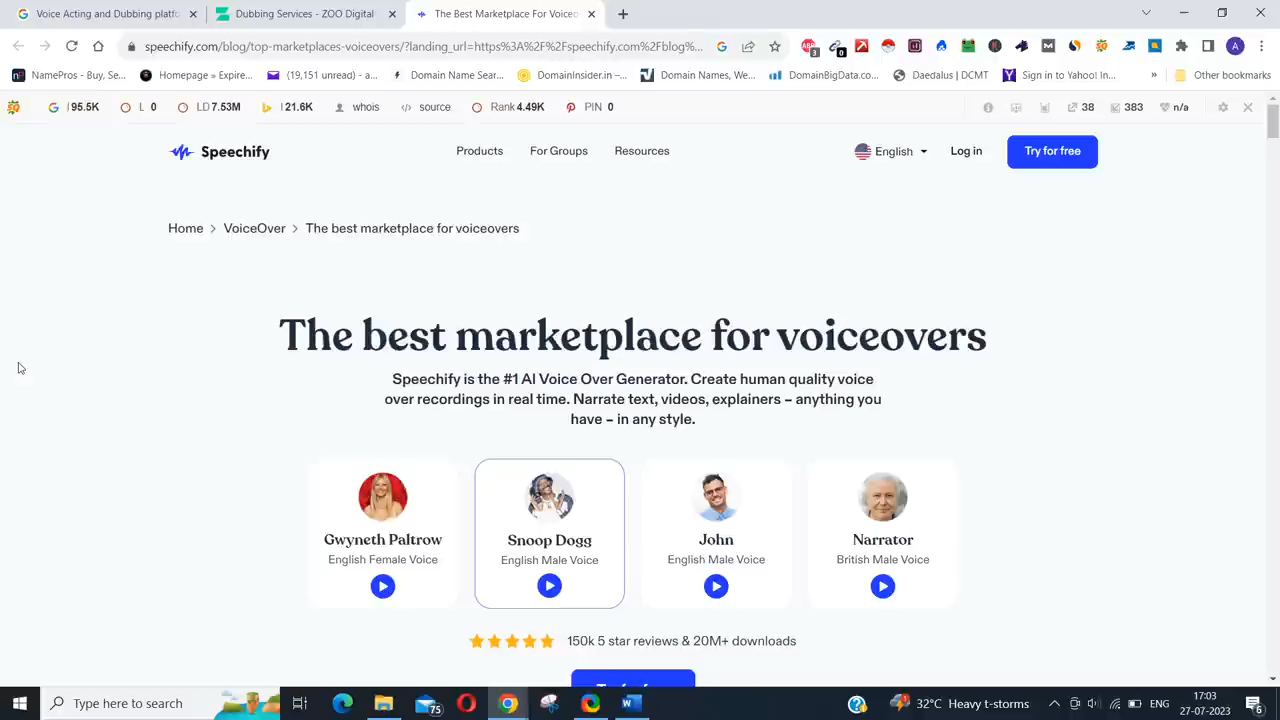 Voice Acting and Dubbing platfo
Dubbing Services - ZOO Digital
The Best Marketplace For Voiceo
speechify.com/blog/top-marketplaces-voiceovers/?landing_url=https%3A%2F%2Fspeechify.com%2Fblog%...
3
0
A
NamePros - Buy, Se...
Homepage » Expire...
(19,151 unread) - a...
Domain Name Sear...
DomainInsider.in –...
Domain Names, We...
DomainBigData.co...
Daedalus | DCMT
Sign in to Yahoo! In...
»
Other bookmarks
I 95.5K
L 0
LD 7.53M
I 21.6K
whois
source
Rank 4.49K
PIN 0
38
383
n/a
Speechify
Products
For Groups
Resources
English
Log in
Try for free
Home > VoiceOver > The best marketplace for voiceovers
The best marketplace for voiceovers
Speechify is the #1 AI Voice Over Generator. Create human quality voice
over recordings in real time. Narrate text, videos, explainers – anything you
have – in any style.
Gwyneth Paltrow
English Female Voice
Snoop Dogg
English Male Voice
John
English Male Voice
Narrator
British Male Voice
150k 5 star reviews & 20M+ downloads
Type here to search
75
1
32°C Heavy t-storms
ENG
17:03
27-07-2023
6